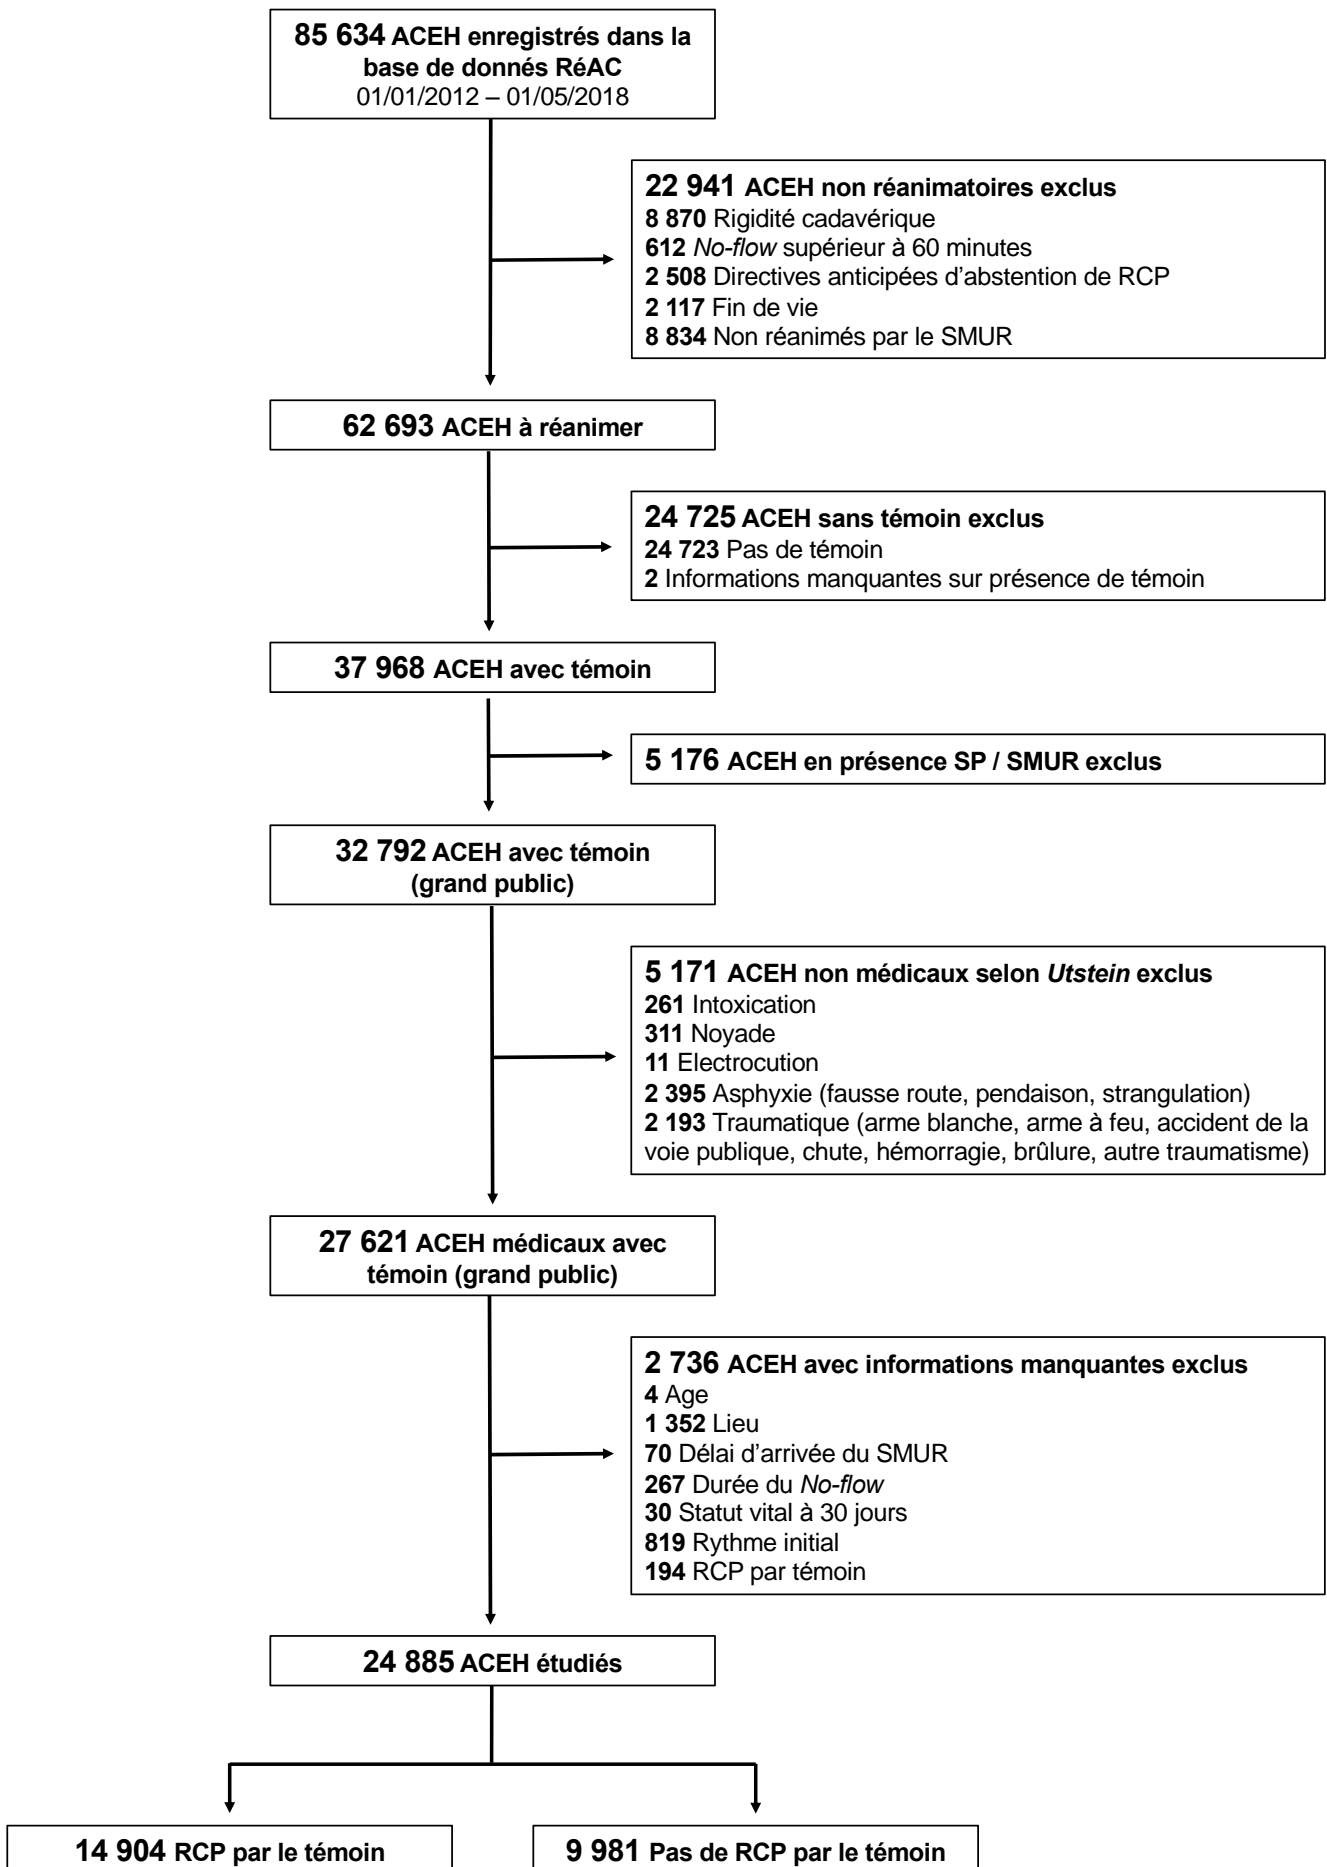 85 634 ACEH enregistrés dans la
base de donnés RéAC
01/01/2012 – 01/05/2018
22 941 ACEH non réanimatoires exclus
8 870 Rigidité cadavérique
612 No-flow supérieur à 60 minutes
2 508 Directives anticipées d’abstention de RCP
2 117 Fin de vie
8 834 Non réanimés par le SMUR
62 693 ACEH à réanimer
24 725 ACEH sans témoin exclus
24 723 Pas de témoin
2 Informations manquantes sur présence de témoin
37 968 ACEH avec témoin
5 176 ACEH en présence SP / SMUR exclus
32 792 ACEH avec témoin
(grand public)
5 171 ACEH non médicaux selon Utstein exclus
261 Intoxication
311 Noyade
11 Electrocution
2 395 Asphyxie (fausse route, pendaison, strangulation)
2 193 Traumatique (arme blanche, arme à feu, accident de la
voie publique, chute, hémorragie, brûlure, autre traumatisme)
27 621 ACEH médicaux avec
témoin (grand public)
2 736 ACEH avec informations manquantes exclus
4 Age
1 352 Lieu
70 Délai d’arrivée du SMUR
267 Durée du No-flow
30 Statut vital à 30 jours
819 Rythme initial
194 RCP par témoin
24 885 ACEH étudiés
14 904 RCP par le témoin
9 981 Pas de RCP par le témoin